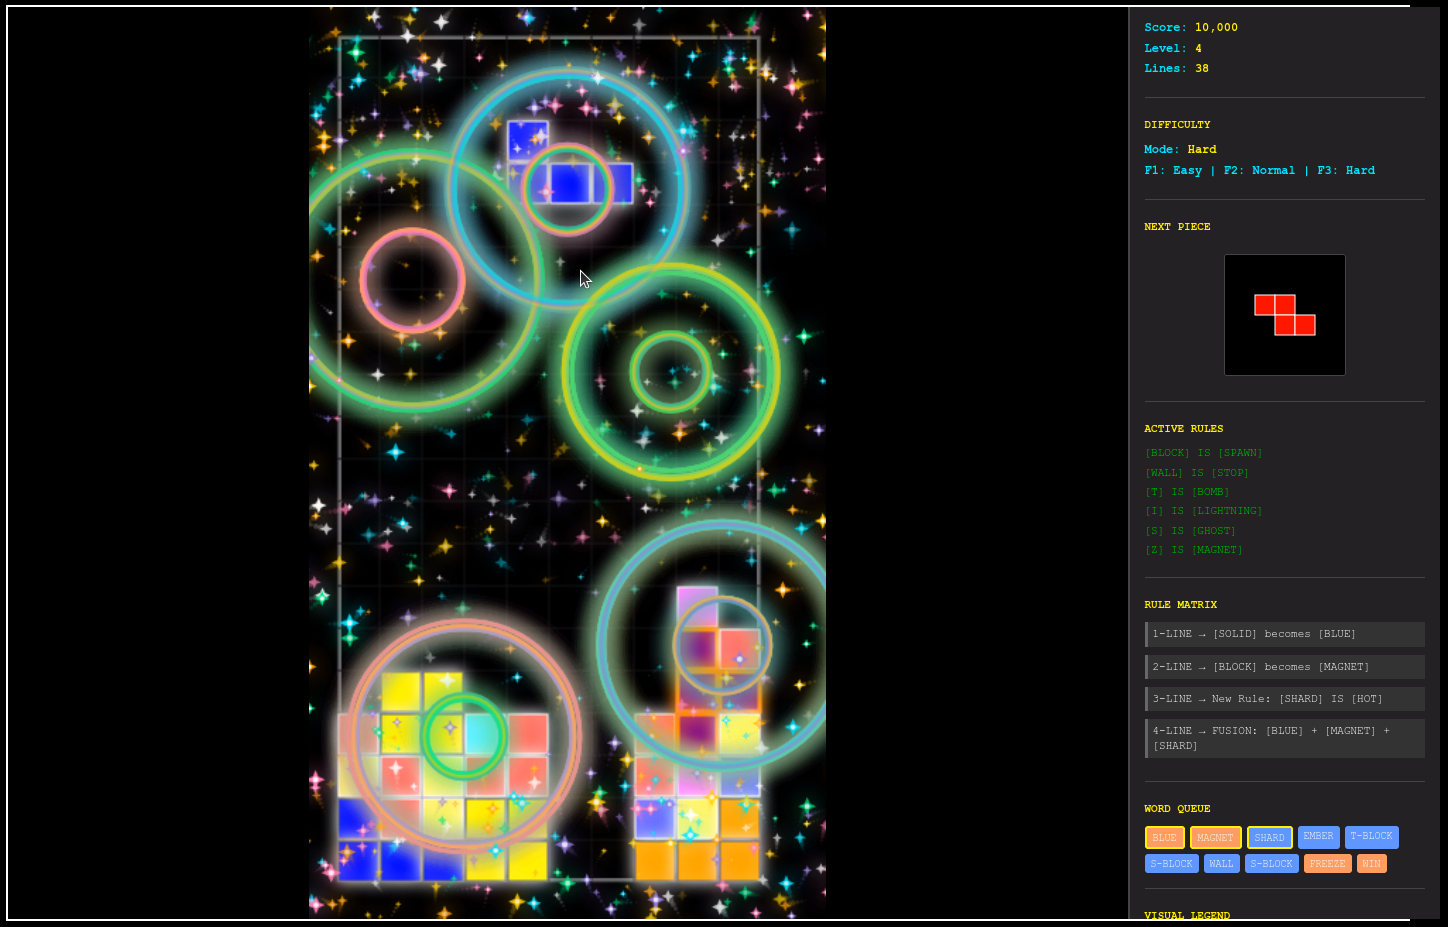 Score: 10,000
Level: 4
Lines: 38
DIFFICULTY
Mode: Hard
F1: Easy | F2: Normal | F3: Hard
NEXT PIECE
ACTIVE RULES
[BLOCK] IS [SPAWN]
[WALL] IS [STOP]
[T] IS [BOMB]
[I] IS [LIGHTNING]
[S] IS [GHOST]
[Z] IS [MAGNET]
RULE MATRIX
1-LINE → [SOLID] becomes [BLUE]
2-LINE → [BLOCK] becomes [MAGNET]
3-LINE → New Rule: [SHARD] IS [HOT]
4-LINE → FUSION: [BLUE] + [MAGNET] +
[SHARD]
WORD QUEUE
BLUE MAGNET SHARD EMBER T-BLOCK
S-BLOCK WALL S-BLOCK FREEZE WIN
VISUAL LEGEND